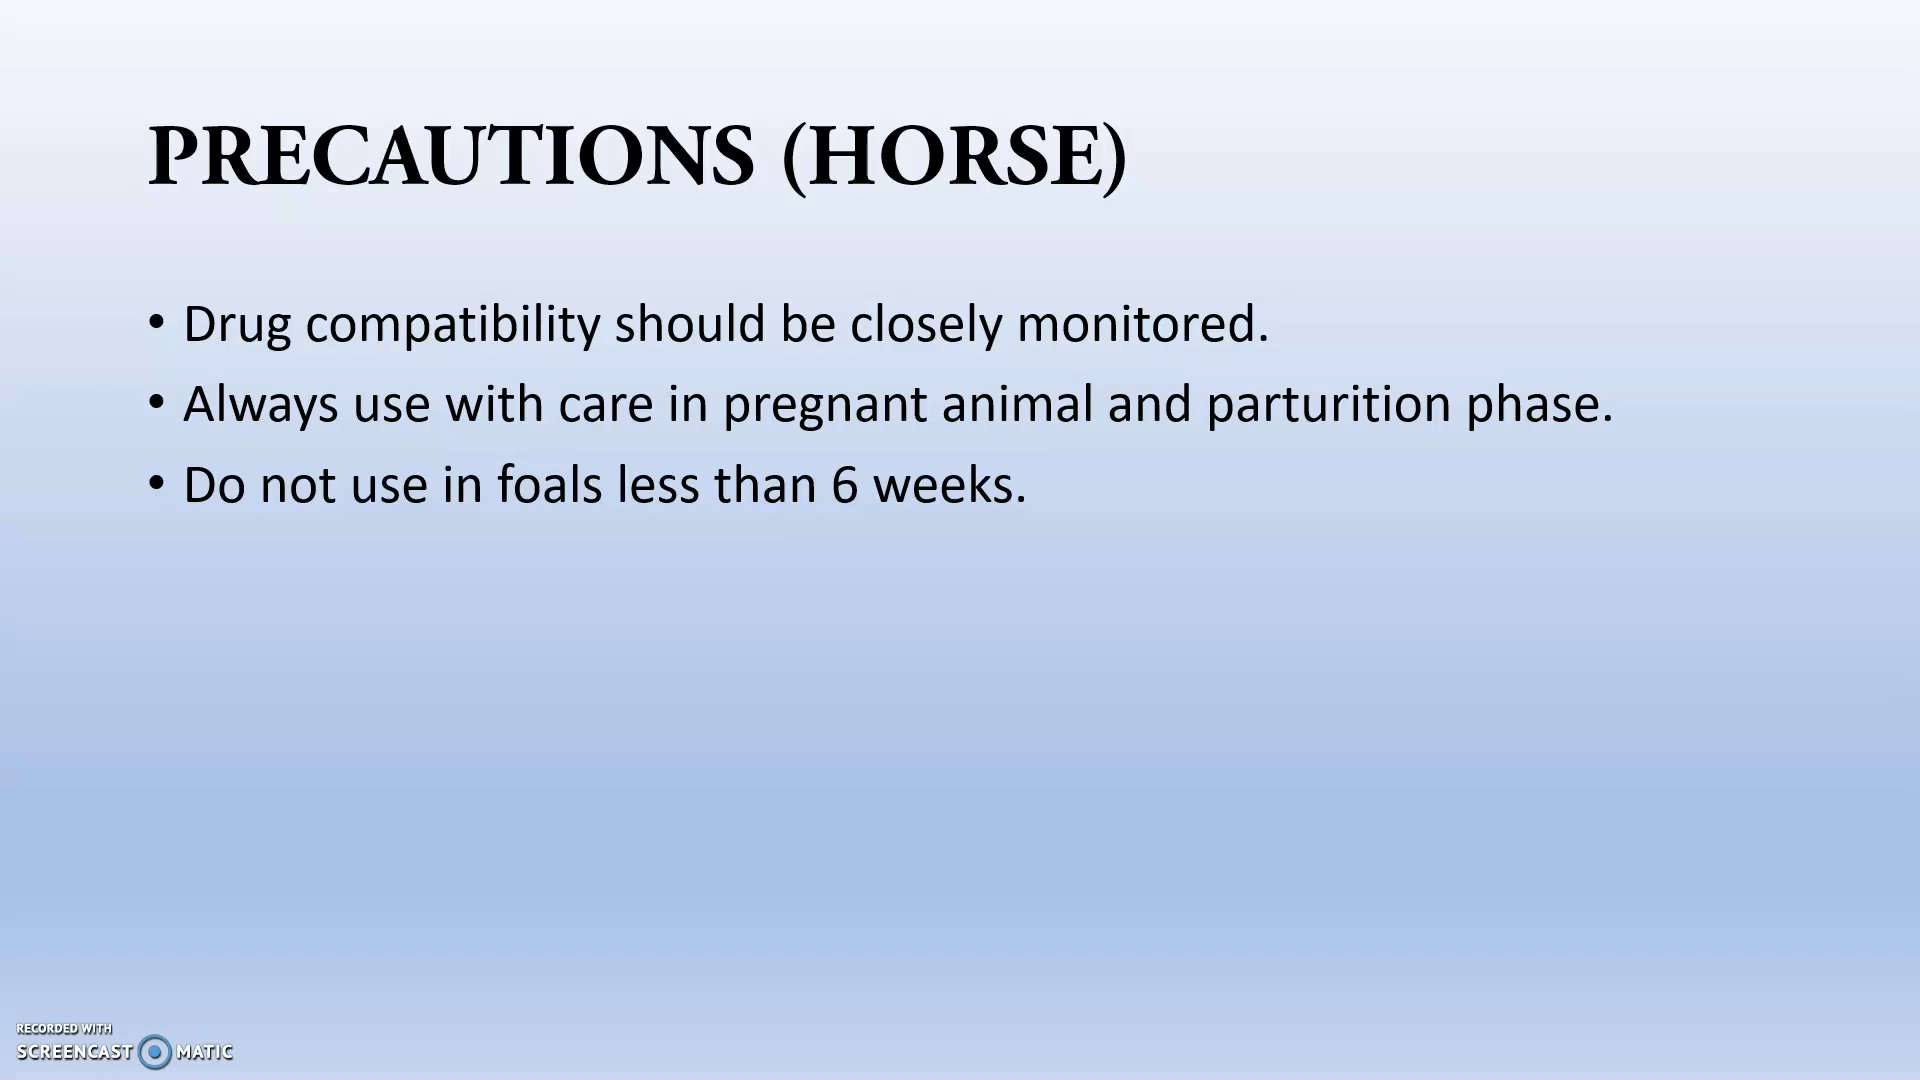 PRECAUTIONS (HORSE)
• Drug compatibility should be closely monitored.
• Always use with care in pregnant animal and parturition phase.
• Do not use in foals less than 6 weeks.
RECORDED WITH
SCREENCAST MATIC